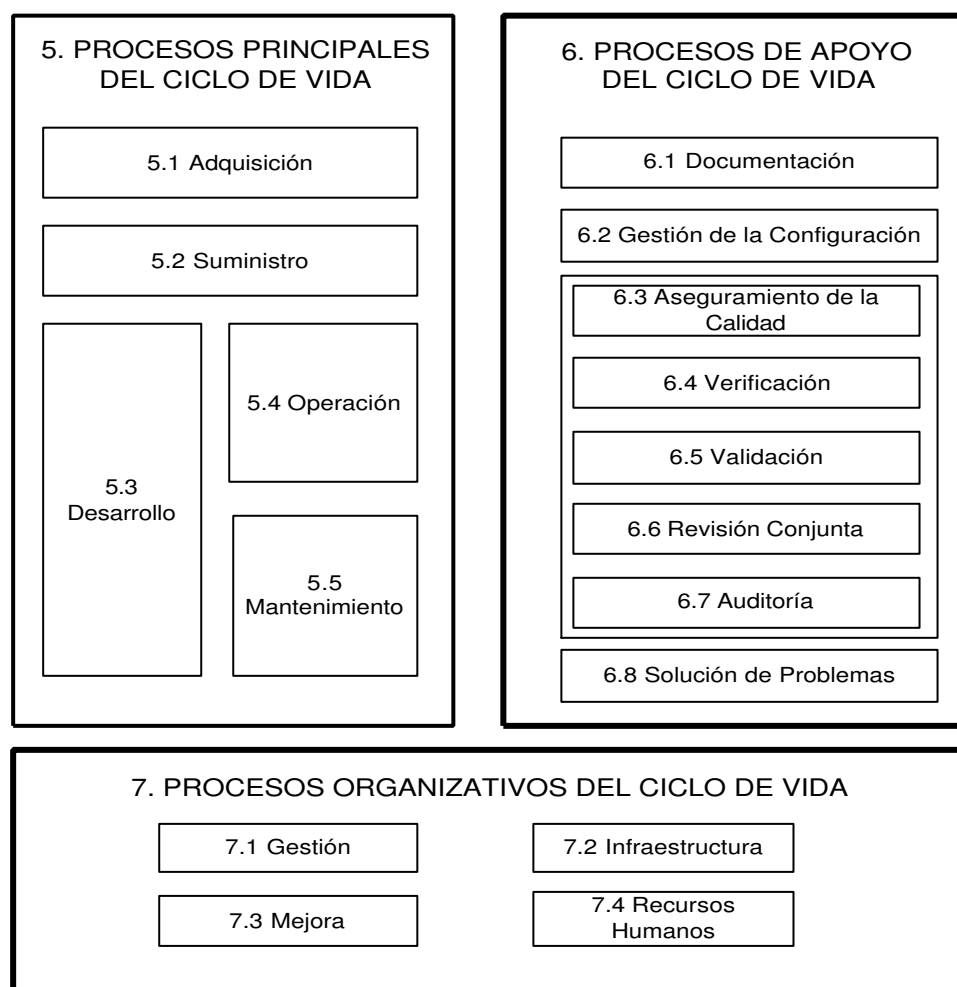 5. PROCESOS PRINCIPALES
DEL CICLO DE VIDA
5.1 Adquisición
5.2 Suministro
5.3
Desarrollo
5.4 Operación
5.5
Mantenimiento
6. PROCESOS DE APOYO
DEL CICLO DE VIDA
6.1 Documentación
6.2 Gestión de la Configuración
6.3 Aseguramiento de la
Calidad
6.4 Verificación
6.5 Validación
6.6 Revisión Conjunta
6.7 Auditoría
6.8 Solución de Problemas
7. PROCESOS ORGANIZATIVOS DEL CICLO DE VIDA
7.1 Gestión
7.2 Infraestructura
7.3 Mejora
7.4 Recursos
Humanos